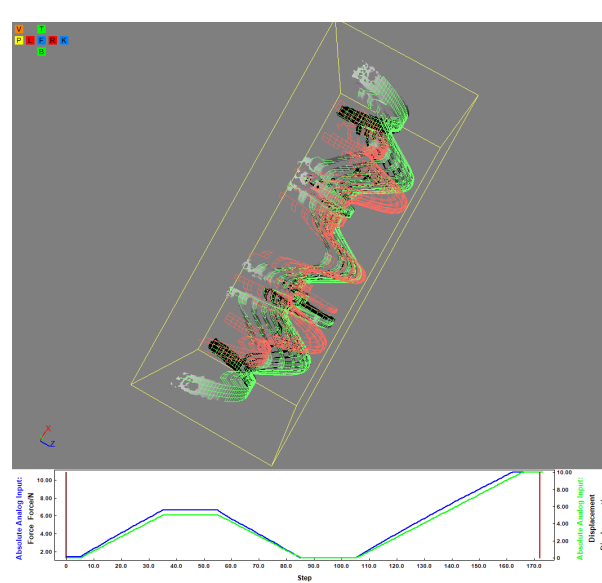 V T
P L F R K
B
X
Z
Absolute Analog Input:
Force Force/N
10.00
8.00
6.00
4.00
2.00
0 10.0 20.0 30.0 40.0 50.0 60.0 70.0 80.0 90.0 100.0 110.0 120.0 130.0 140.0 150.0 160.0 170.0
Step
10.00
8.00
6.00
4.00
2.00
0
Absolute Analog Input:
Displacement